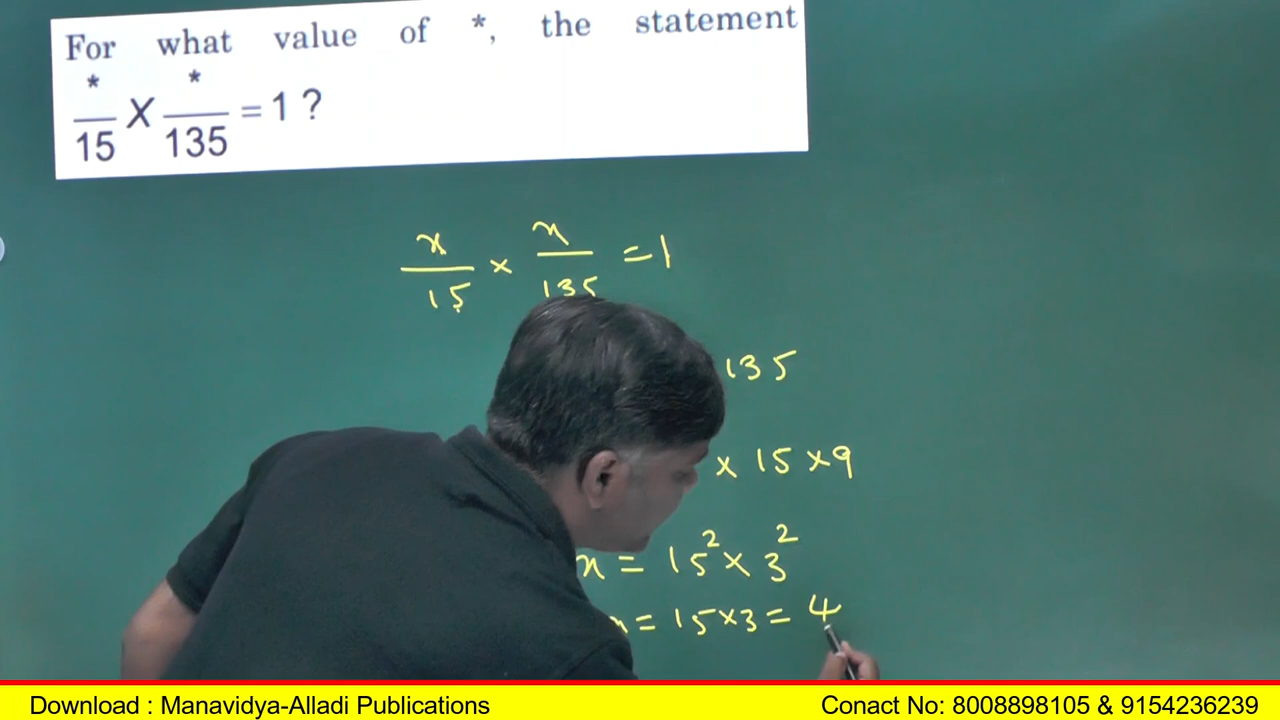 For what value of *, the statement
*/15 X */135 = 1 ?
x/15 × x/135 = 1
135
× 15 × 9
x = 15² × 3²
= 15 × 3 = 4
Download : Manavidya-Alladi Publications
Conact No: 8008898105 & 9154236239